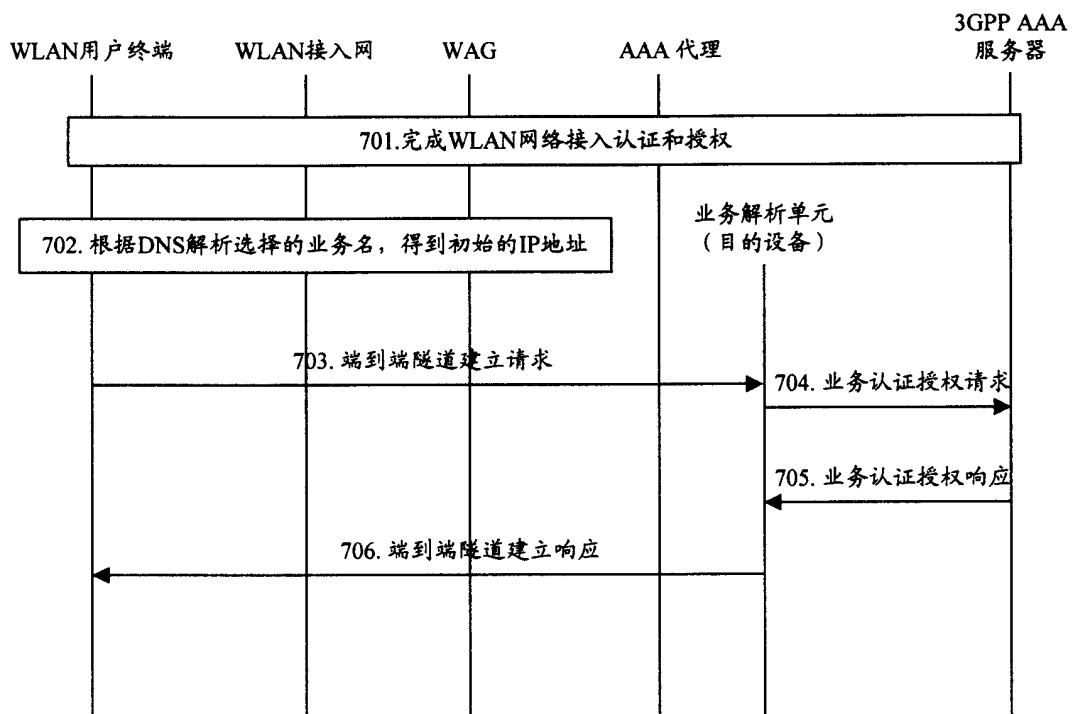 WLAN用户终端
WLAN接入网
WAG
AAA 代理
3GPP AAA
服务器
701.完成WLAN网络接入认证和授权
702. 根据DNS解析选择的业务名，得到初始的IP地址
业务解析单元
（目的设备）
703. 端到端隧道建立请求
704. 业务认证授权请求
705. 业务认证授权响应
706. 端到端隧道建立响应